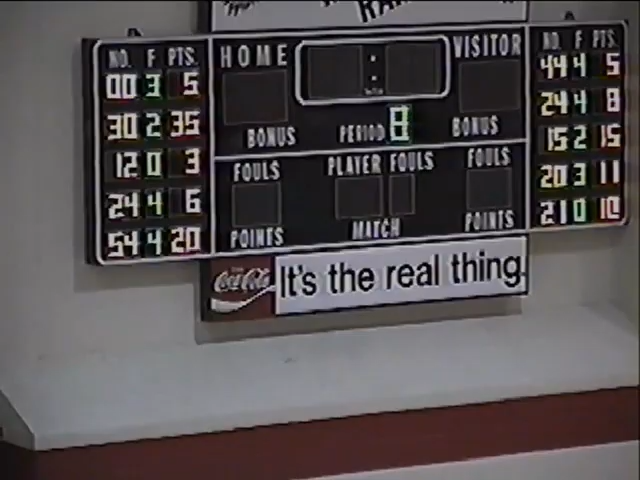 HOME VISITOR
BONUS PERIOD 8 BONUS
FOULS PLAYER FOULS FOULS
POINTS MATCH POINTS
NO. F PTS.
00 3 5
30 2 35
12 0 3
24 4 6
54 4 20
NO. F PTS.
44 4 5
24 4 8
15 2 15
20 3 11
21 0 10
Coca-Cola It's the real thing.